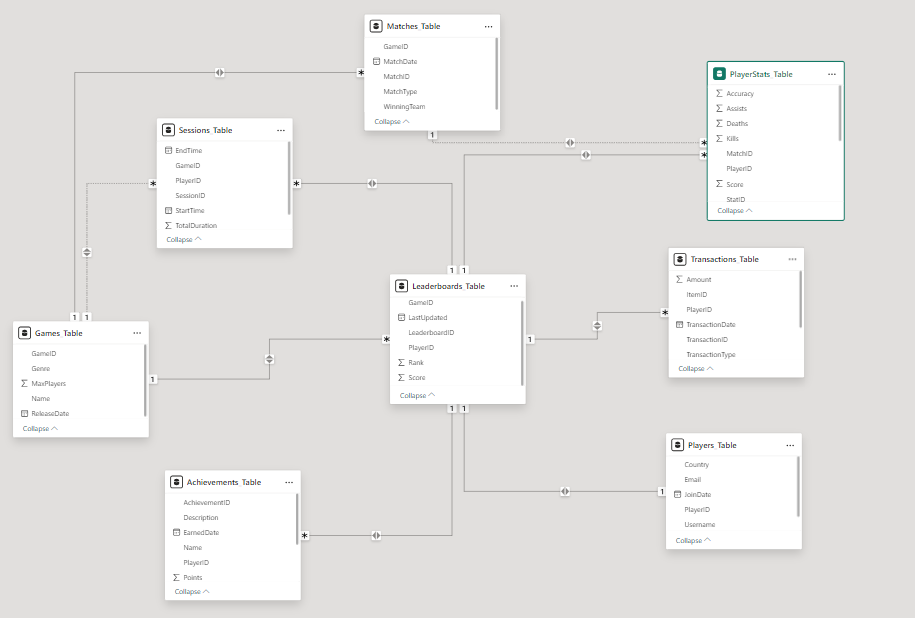 Matches_Table
GameID
MatchDate
MatchID
MatchType
WinningTeam
Collapse
PlayerStats_Table
Accuracy
Assists
Deaths
Kills
MatchID
PlayerID
Score
StatID
Collapse
Sessions_Table
EndTime
GameID
PlayerID
SessionID
StartTime
TotalDuration
Collapse
Leaderboards_Table
GameID
LastUpdated
LeaderboardID
PlayerID
Rank
Score
Collapse
Transactions_Table
Amount
ItemID
PlayerID
TransactionDate
TransactionID
TransactionType
Collapse
Games_Table
GameID
Genre
MaxPlayers
Name
ReleaseDate
Collapse
Players_Table
Country
Email
JoinDate
PlayerID
Username
Collapse
Achievements_Table
AchievementID
Description
EarnedDate
Name
PlayerID
Points
Collapse
1
*
*
*
*
*
1
1
1
1
1
*
1
*
1
1
1
*